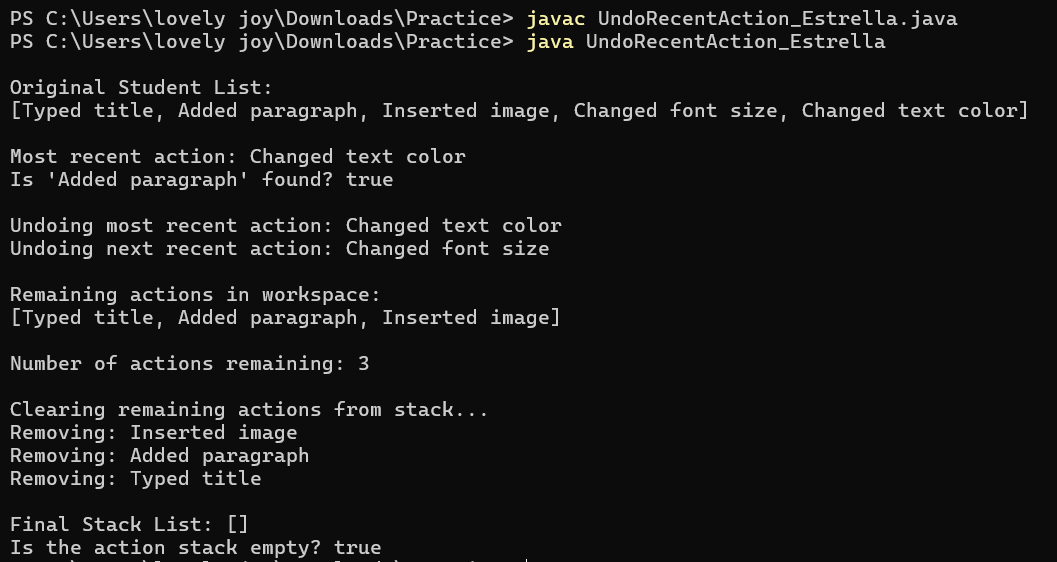 PS C:\Users\lovely joy\Downloads\Practice> javac UndoRecentAction_Estrella.java
PS C:\Users\lovely joy\Downloads\Practice> java UndoRecentAction_Estrella
Original Student List:
[Typed title, Added paragraph, Inserted image, Changed font size, Changed text color]
Most recent action: Changed text color
Is 'Added paragraph' found? true
Undoing most recent action: Changed text color
Undoing next recent action: Changed font size
Remaining actions in workspace:
[Typed title, Added paragraph, Inserted image]
Number of actions remaining: 3
Clearing remaining actions from stack...
Removing: Inserted image
Removing: Added paragraph
Removing: Typed title
Final Stack List: []
Is the action stack empty? true